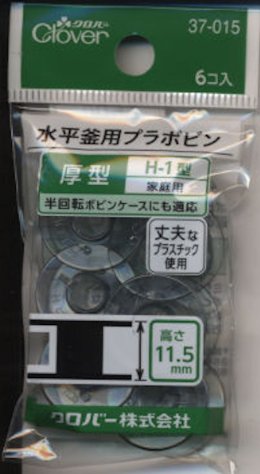 クロバー
Clover
37-015
6コ入
水平釜用プラボビン
厚型
H-1型
家庭用
半回転ボビンケースにも適応
丈夫な
プラスチック
使用
高さ
11.5
mm
クロバー株式会社